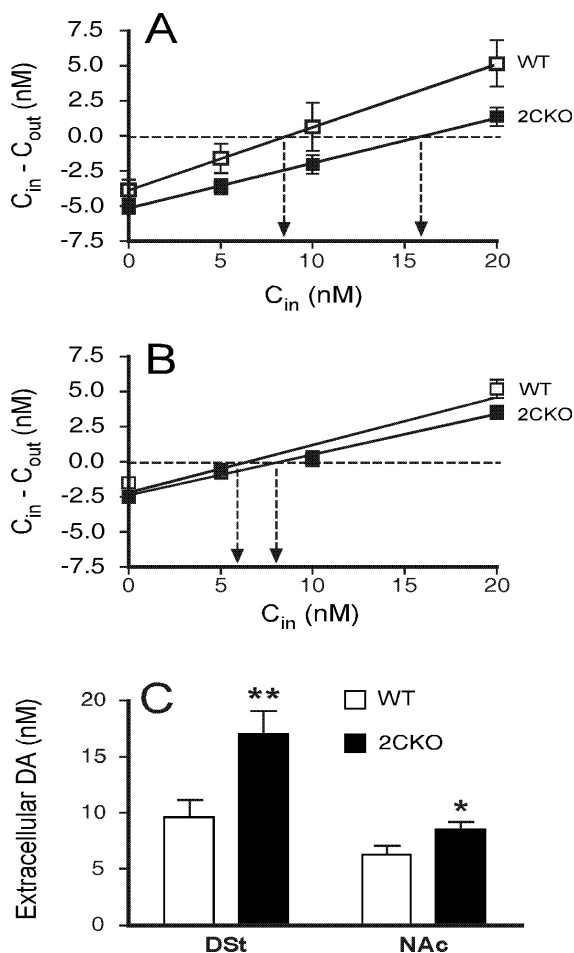 A
7.5
5.0
2.5
0.0
-2.5
-5.0
-7.5
C_in - C_out (nM)
WT
2CKO
0 5 10 15 20
C_in (nM)
B
7.5
5.0
2.5
0.0
-2.5
-5.0
-7.5
C_in - C_out (nM)
WT
2CKO
0 5 10 15 20
C_in (nM)
C
20
15
10
5
0
Extracellular DA (nM)
** 
*
WT
2CKO
DSt NAc